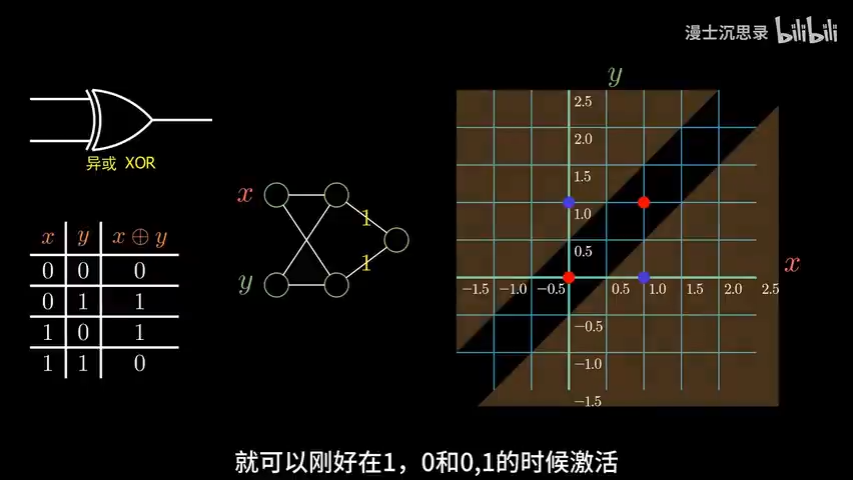 漫士沉思录 bilibili
异或 XOR
x y x ⊕ y
0 0 0
0 1 1
1 0 1
1 1 0
x
y
1
1
y
2.5
2.0
1.5
1.0
0.5
x
−1.5 −1.0 −0.5 0.5 1.0 1.5 2.0 2.5
−0.5
−1.0
−1.5
就可以刚好在1，0和0,1的时候激活